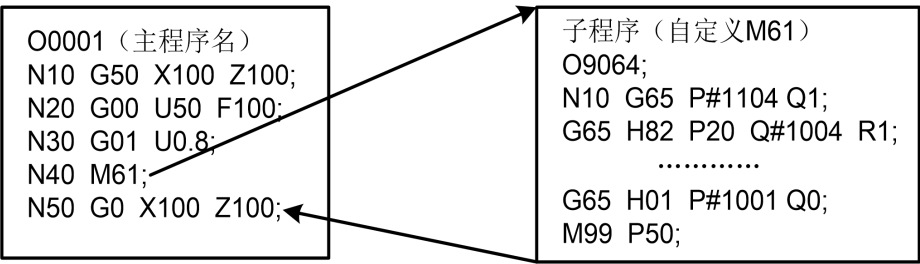 O0001（主程序名）
N10 G50 X100 Z100;
N20 G00 U50 F100;
N30 G01 U0.8;
N40 M61;
N50 G0 X100 Z100;
子程序（自定义M61）
O9064;
N10 G65 P#1104 Q1;
G65 H82 P20 Q#1004 R1;
…………
G65 H01 P#1001 Q0;
M99 P50;